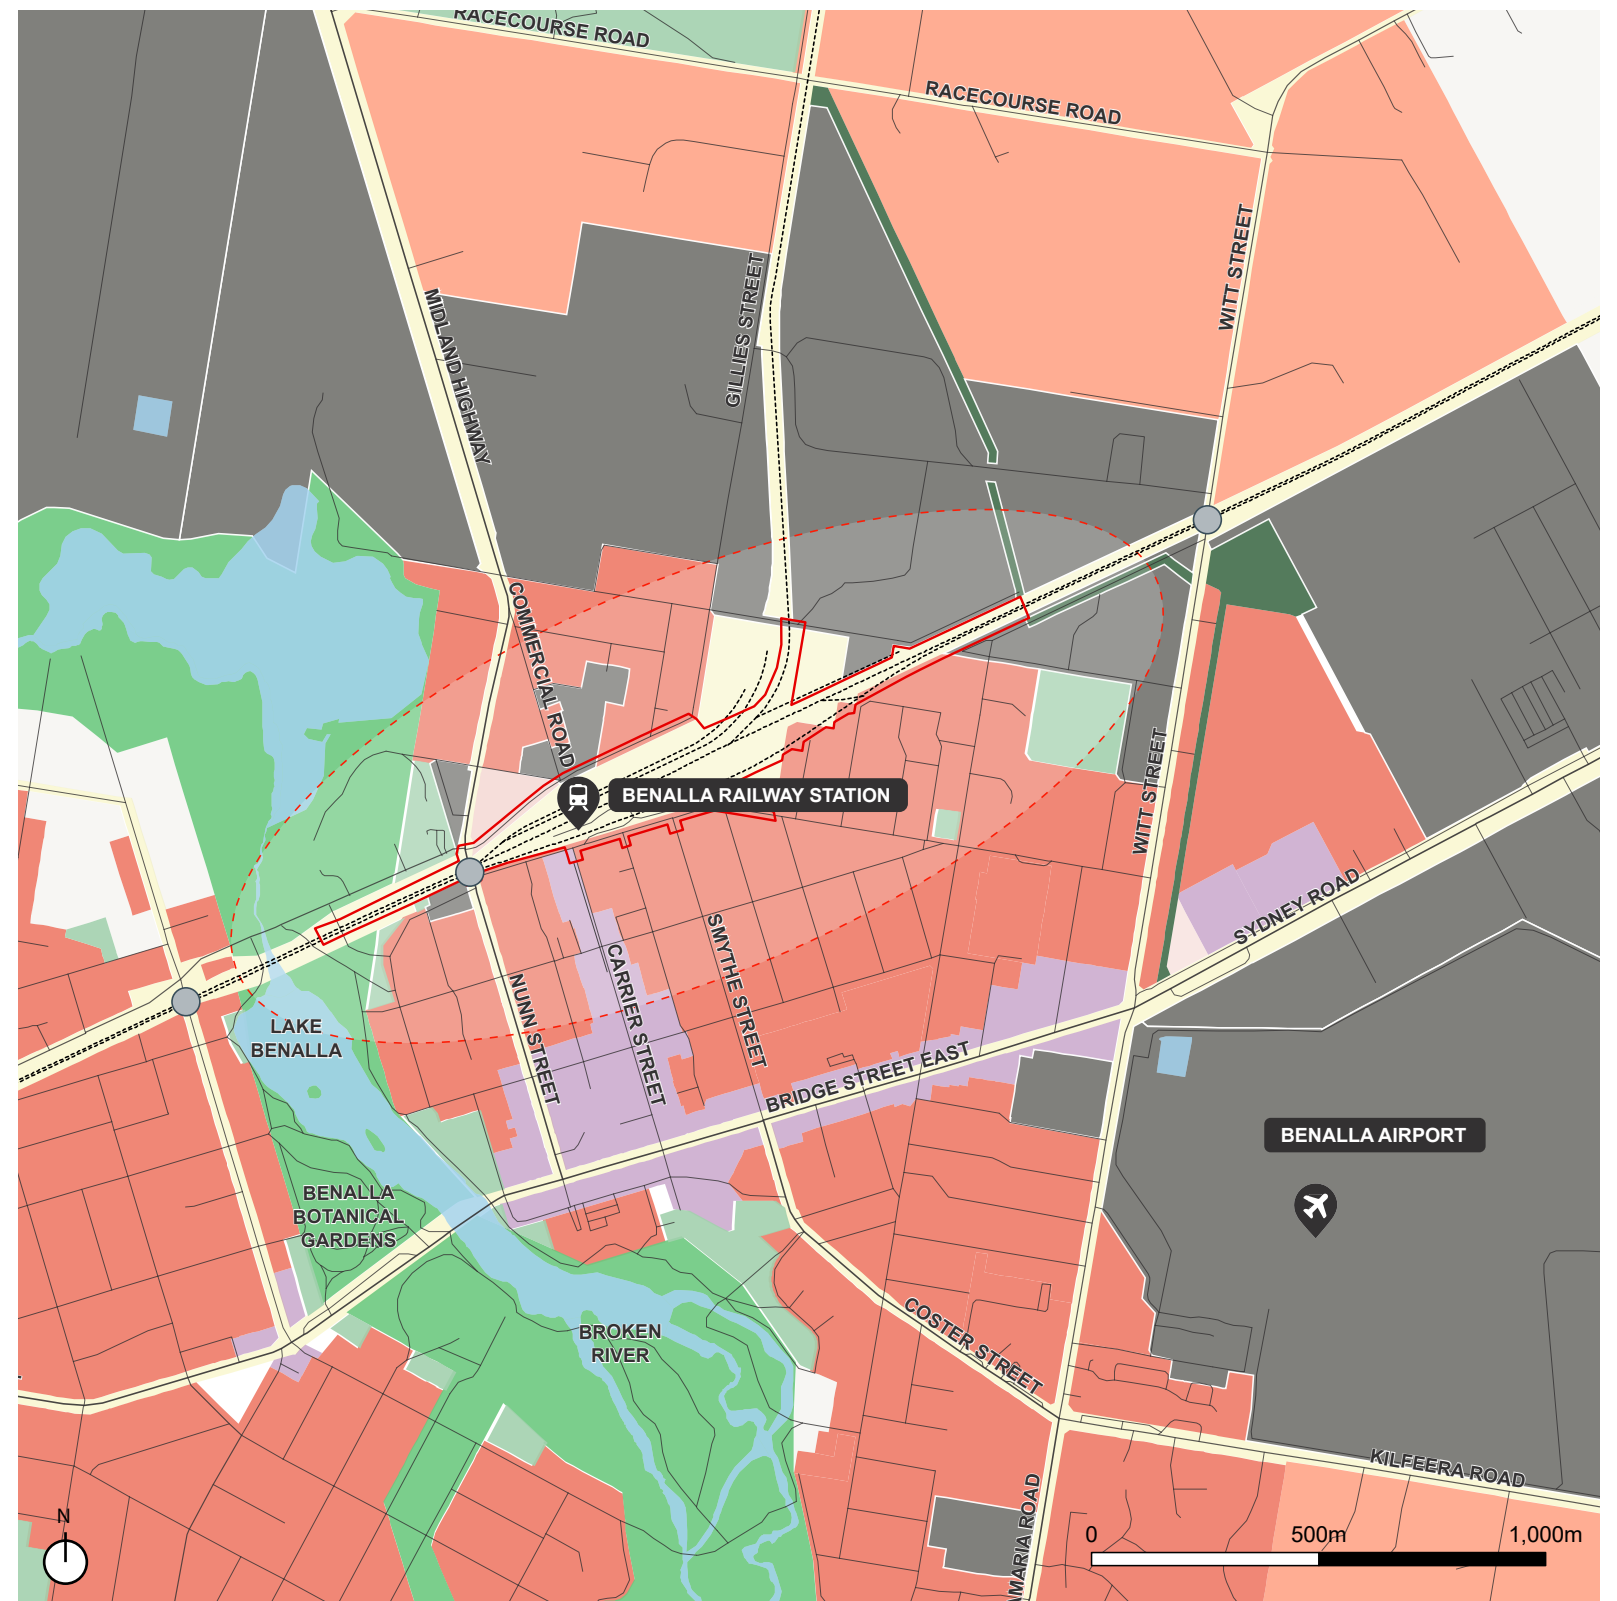 RACECOURSE ROAD
RACECOURSE ROAD
WITT STREET
GILLIES STREET
MIDLAND HIGHWAY
COMMERCIAL ROAD
BENALLA RAILWAY STATION
WITT STREET
SYDNEY ROAD
SMYTHE STREET
CARRIER STREET
NUNN STREET
LAKE
BENALLA
BRIDGE STREET EAST
BENALLA AIRPORT
BENALLA
BOTANICAL
GARDENS
BROKEN
RIVER
COSTER STREET
KILFEERA ROAD
MARIA ROAD
N
0 500m 1,000m